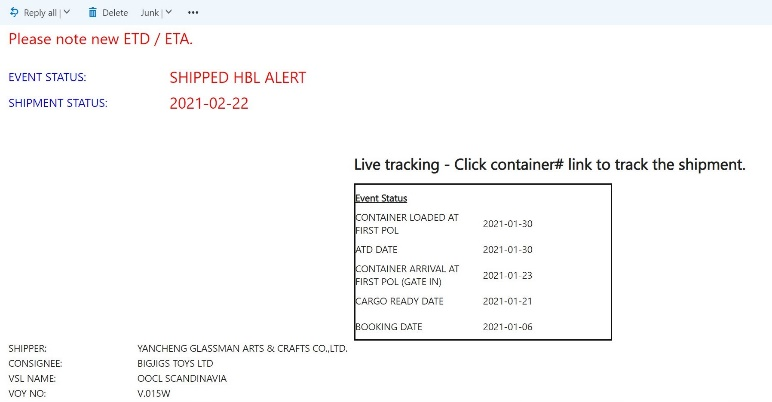 Reply all |
Delete
Junk |
...
Please note new ETD / ETA.
EVENT STATUS: SHIPPED HBL ALERT
SHIPMENT STATUS: 2021-02-22
Live tracking - Click container# link to track the shipment.
Event Status
CONTAINER LOADED AT
FIRST POL 2021-01-30
ATD DATE 2021-01-30
CONTAINER ARRIVAL AT
FIRST POL (GATE IN) 2021-01-23
CARGO READY DATE 2021-01-21
BOOKING DATE 2021-01-06
SHIPPER: YANCHENG GLASSMAN ARTS & CRAFTS CO.,LTD.
CONSIGNEE: BIGJIGS TOYS LTD
VSL NAME: OOCL SCANDINAVIA
VOY NO: V.015W